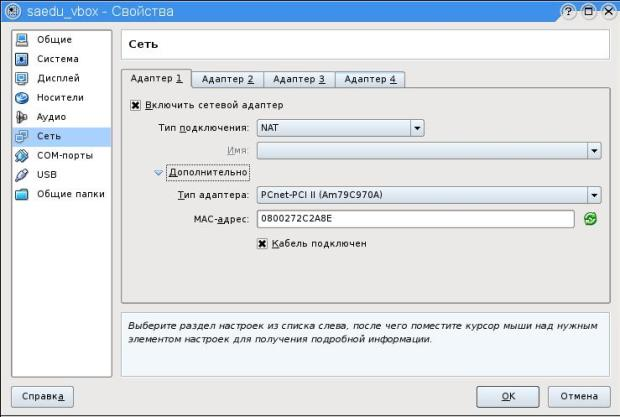 saedu_vbox - Свойства
Общие
Система
Дисплей
Носители
Аудио
Сеть
COM-порты
USB
Общие папки
Сеть
Адаптер 1 Адаптер 2 Адаптер 3 Адаптер 4
Включить сетевой адаптер
Тип подключения: NAT
Имя:
Дополнительно
Тип адаптера: PCnet-PCI II (Am79C970A)
MAC-адрес: 0800272C2A8E
Кабель подключен
Выберите раздел настроек из списка слева, после чего поместите курсор мыши над нужным
элементом настроек для получения подробной информации.
Справка OK Отмена